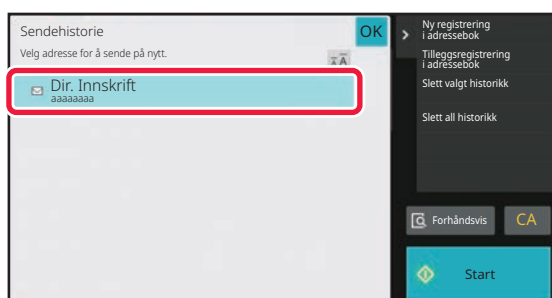 Sendehistorie
OK
Velg adresse for å sende på nytt.
Dir. Innskrift
aaaaaaaa
Ny registrering
i adressebok
Tilleggsregistrering
i adressebok
Slett valgt historikk
Slett all historikk
Forhåndsvis
CA
Start